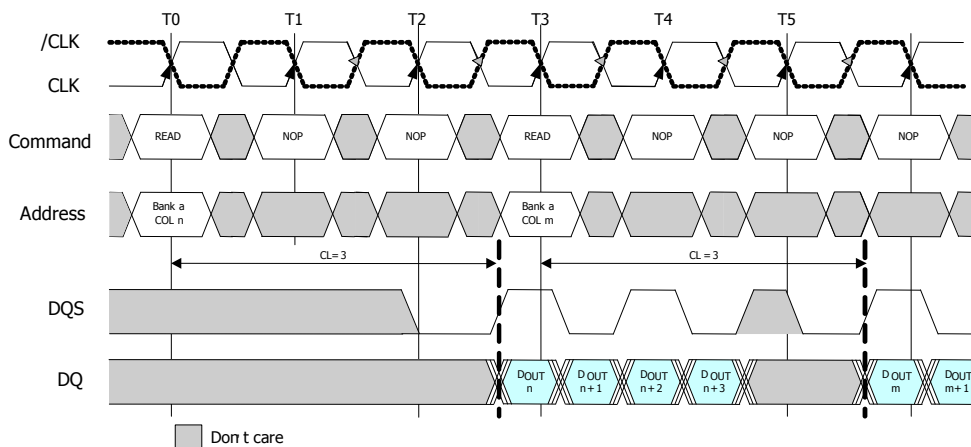 T0 T1 T2 T3 T4 T5
/CLK
CLK
Command READ NOP NOP READ NOP NOP NOP
Address Bank a COL n Bank a COL m
CL= 3 CL = 3
DQS
DQ DOUT n DOUT n+1 DOUT n+2 DOUT n+3 DOUT m DOUT m+1
Don't care